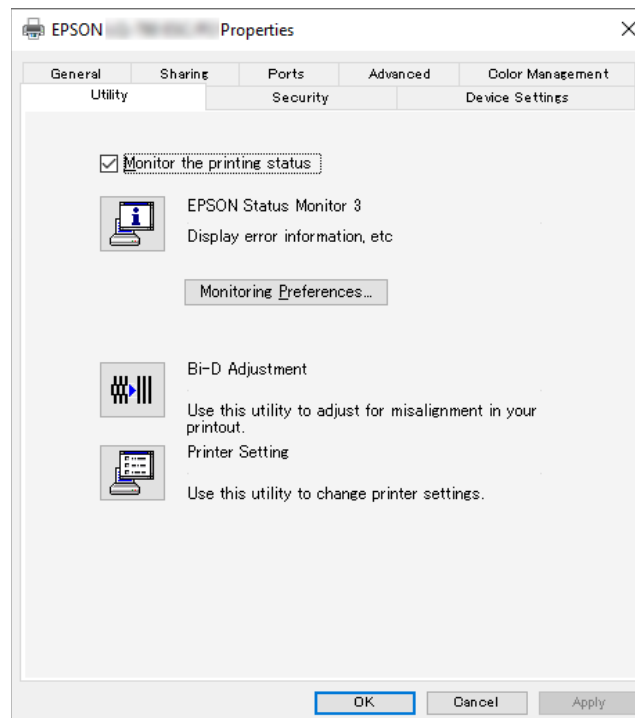 EPSON Properties
General Sharing Ports Advanced Color Management
Utility Security Device Settings
Monitor the printing status
EPSON Status Monitor 3
Display error information, etc
Monitoring Preferences...
Bi-D Adjustment
Use this utility to adjust for misalignment in your
printout.
Printer Setting
Use this utility to change printer settings.
OK Cancel Apply